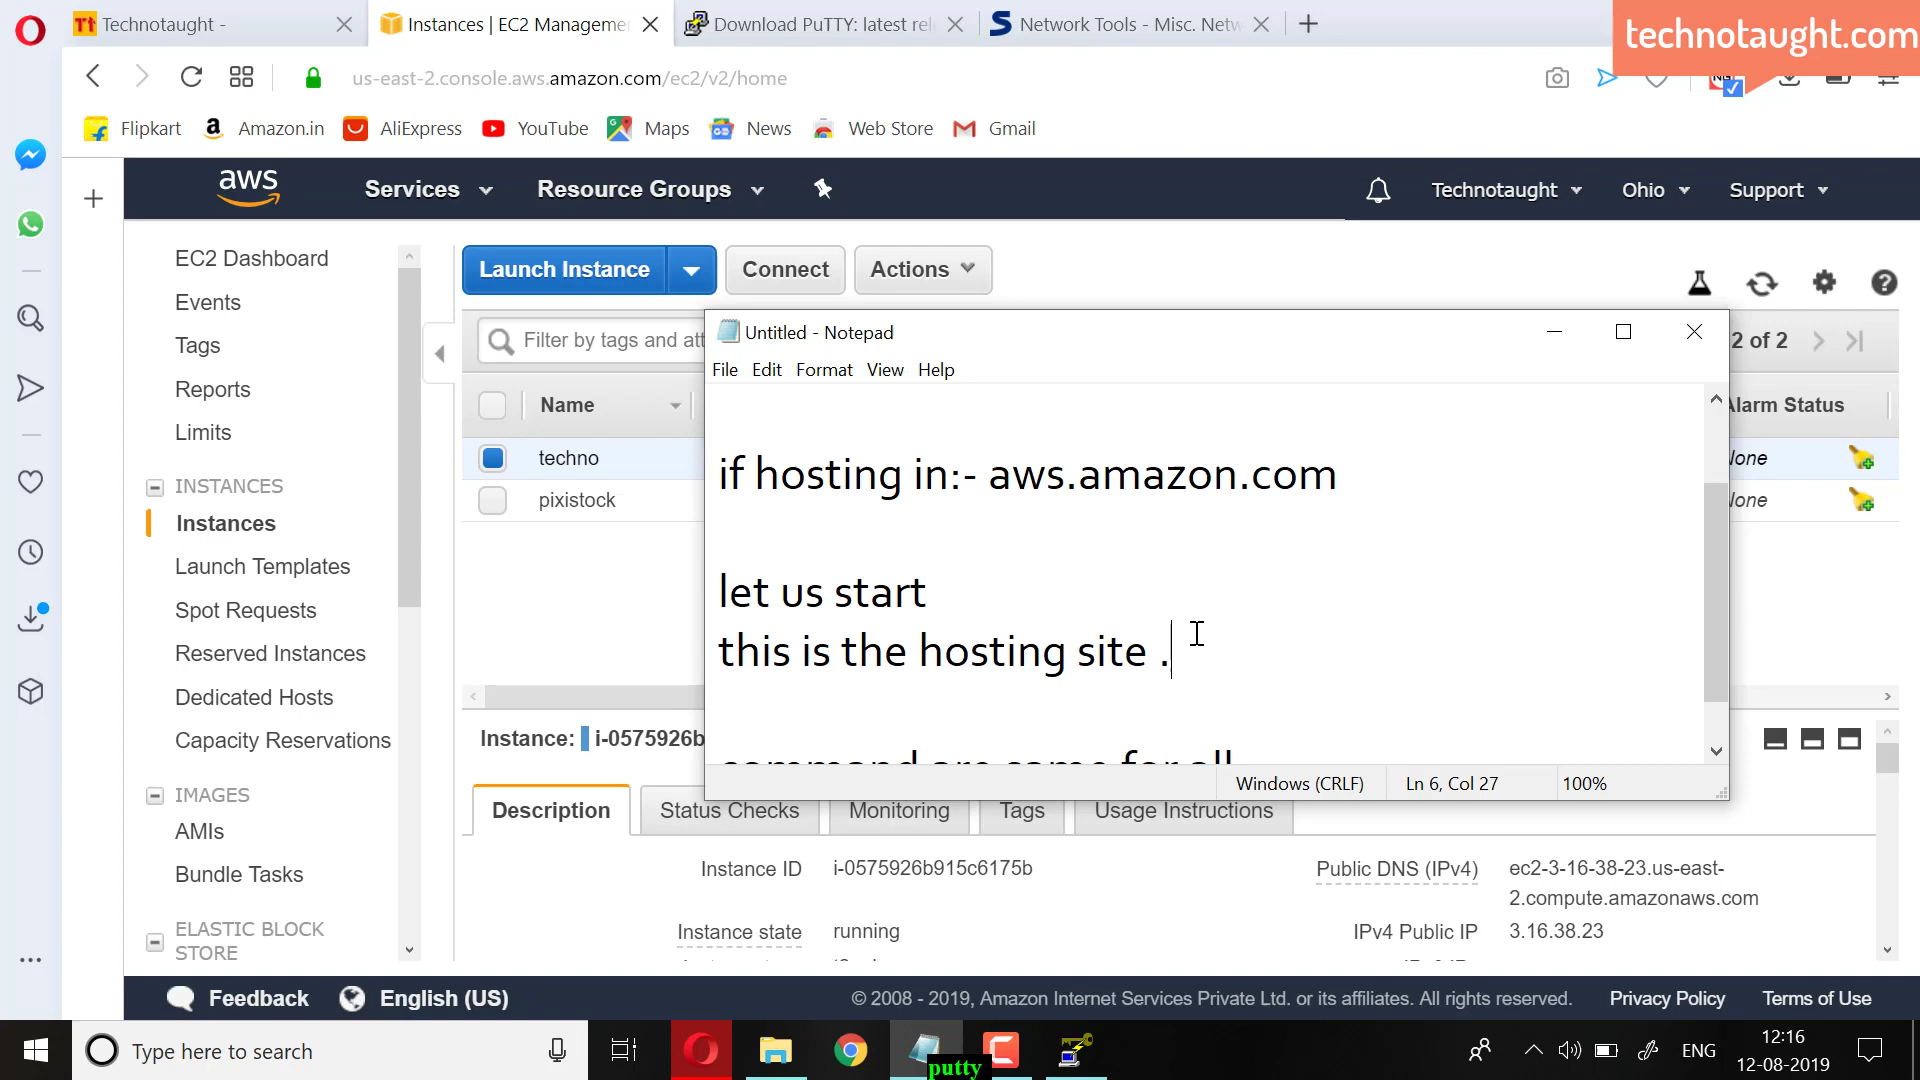 Technotaught -
Instances | EC2 Manageme
Download PuTTY: latest rel
Network Tools - Misc. Netw
technotaught.com
us-east-2.console.aws.amazon.com/ec2/v2/home
Flipkart
Amazon.in
AliExpress
YouTube
Maps
News
Web Store
Gmail
aws
Services
Resource Groups
Technotaught
Ohio
Support
EC2 Dashboard
Events
Tags
Reports
Limits
INSTANCES
Instances
Launch Templates
Spot Requests
Reserved Instances
Dedicated Hosts
Capacity Reservations
IMAGES
AMIs
Bundle Tasks
ELASTIC BLOCK
STORE
Launch Instance
Connect
Actions
Filter by tags and att
2 of 2
Name
Alarm Status
techno
None
pixistock
None
Untitled - Notepad
File Edit Format View Help
if hosting in:- aws.amazon.com
let us start
this is the hosting site .
command are same for all
Windows (CRLF)
Ln 6, Col 27
100%
Instance: i-0575926b
Description
Status Checks
Monitoring
Tags
Usage Instructions
Instance ID
i-0575926b915c6175b
Public DNS (IPv4)
ec2-3-16-38-23.us-east-
2.compute.amazonaws.com
Instance state
running
IPv4 Public IP
3.16.38.23
Feedback
English (US)
© 2008 - 2019, Amazon Internet Services Private Ltd. or its affiliates. All rights reserved.
Privacy Policy
Terms of Use
Type here to search
putty
ENG
12:16
12-08-2019